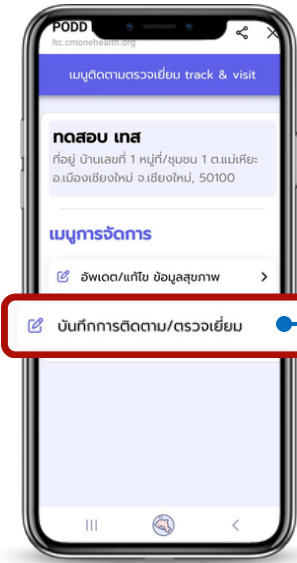 PODD
ltc.cmonehealth.org
เมนูติดตามตรวจเยี่ยม track & visit
ทดสอบ เทส
ที่อยู่ บ้านเลขที่ 1 หมู่ที่/ชุมชน 1 ต.แม่เหียะ
อ.เมืองเชียงใหม่ จ.เชียงใหม่, 50100
เมนูการจัดการ
อัพเดต/แก้ไข ข้อมูลสุขภาพ
บันทึกการติดตาม/ตรวจเยี่ยม